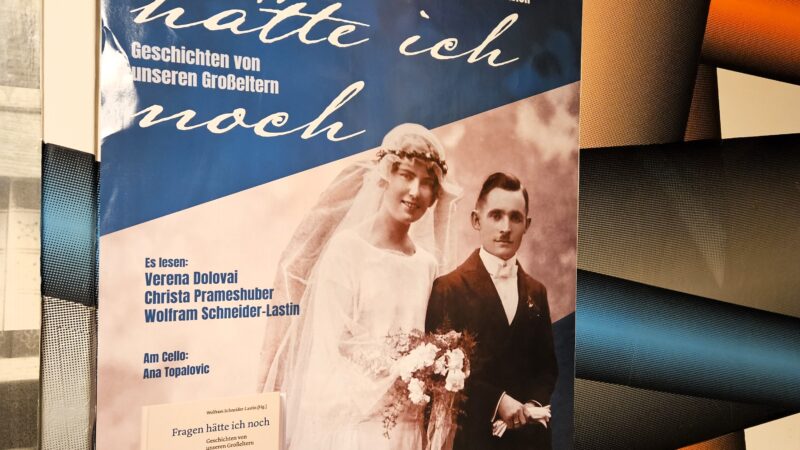 hätte ich
Geschichten von
unseren Großeltern
noch
Es lesen:
Verena Dolovai
Christa Prameshuber
Wolfram Schneider-Lastin
Am Cello:
Ana Topalovic
Wolfram Schneider-Lastin (Hg.)
Fragen hätte ich noch
Geschichten von
unseren Großeltern